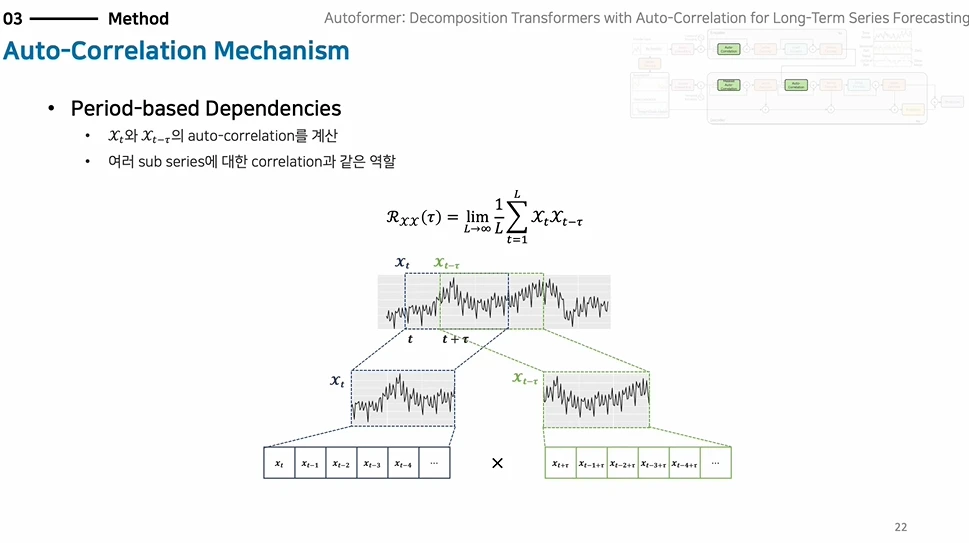 03 Method
Autoformer: Decomposition Transformers with Auto-Correlation for Long-Term Series Forecasting
Auto-Correlation Mechanism
• Period-based Dependencies
• 𝒳t와 𝒳t−τ의 auto-correlation를 계산
• 여러 sub series에 대한 correlation과 같은 역할
ℛ𝒳𝒳(τ) = lim L→∞ 1/L ∑ t=1 L 𝒳t𝒳t−τ
𝒳t 𝒳t−τ
t t + τ
𝒳t 𝒳t−τ
xt xt−1 xt−2 xt−3 xt−4 ... × xt+τ xt−1+τ xt−2+τ xt−3+τ xt−4+τ ...
22